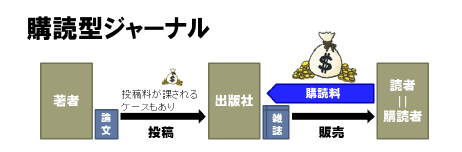 購読型ジャーナル
著者
論文
投稿料が課される
ケースもあり
投稿
出版社
$
購読料
雑誌
販売
読者
||
購読者